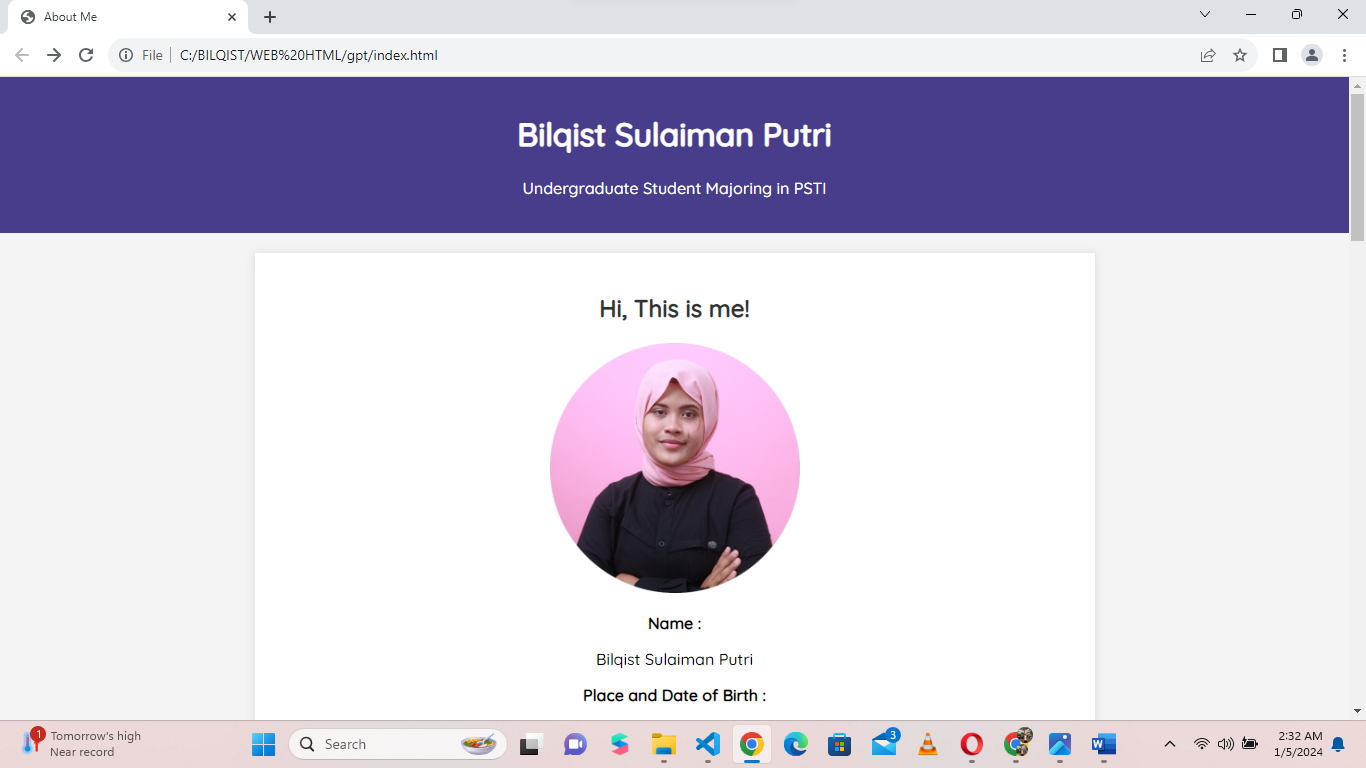 About Me
File
C:/BILQIST/WEB%20HTML/gpt/index.html
Bilqist Sulaiman Putri
Undergraduate Student Majoring in PSTI
Hi, This is me!
Name :
Bilqist Sulaiman Putri
Place and Date of Birth :
1
Tomorrow's high
Near record
Search
3
W
2:32 AM
1/5/2024